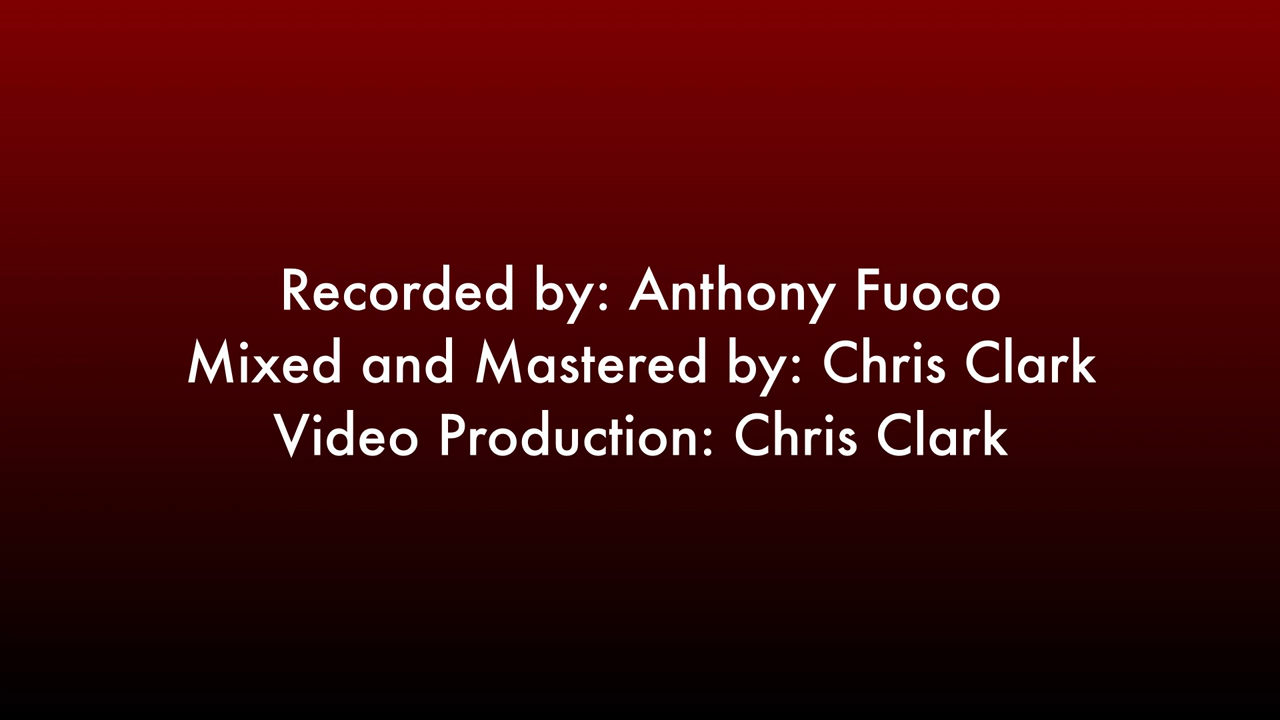 Recorded by: Anthony Fuoco
Mixed and Mastered by: Chris Clark
Video Production: Chris Clark